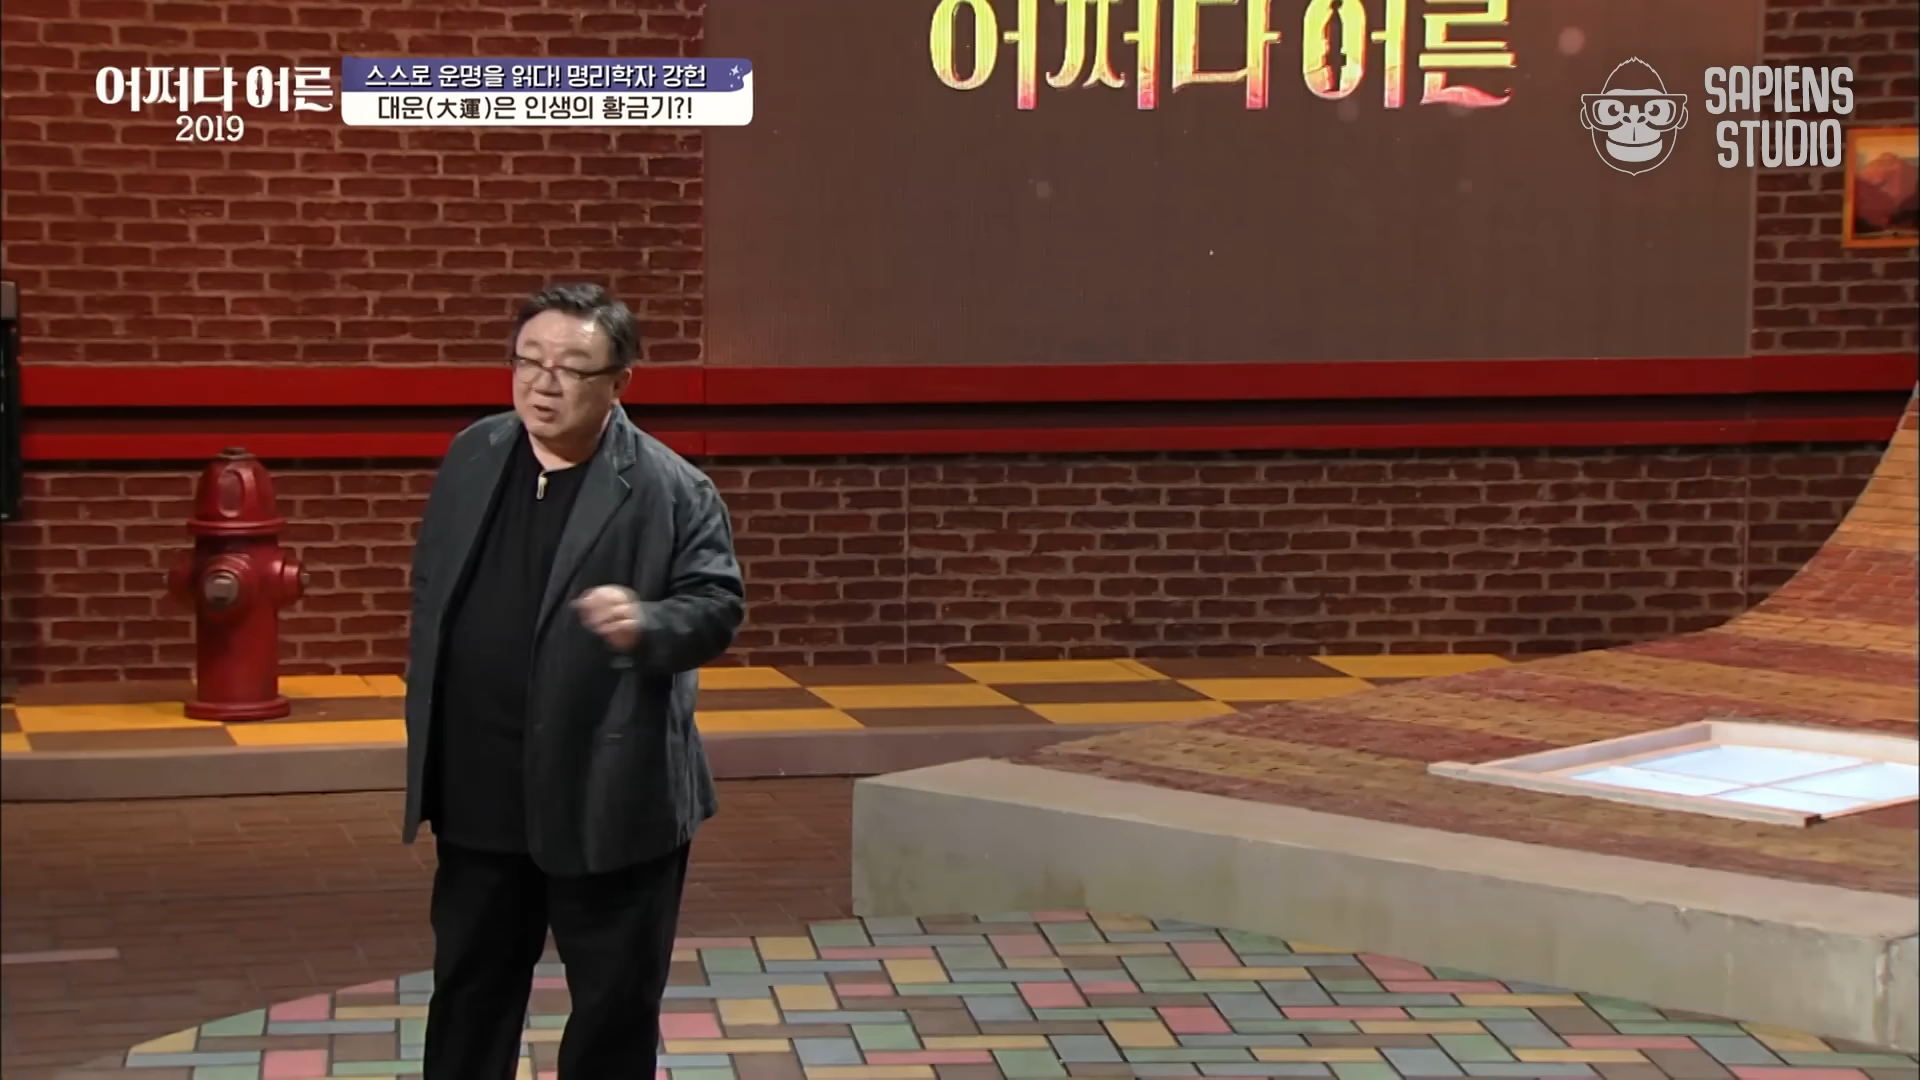 어쩌다 어른
어쩌다 어른
2019
스스로 운명을 읽다! 명리학자 강헌
대운(大運)은 인생의 황금기?!
SAPIENS
STUDIO